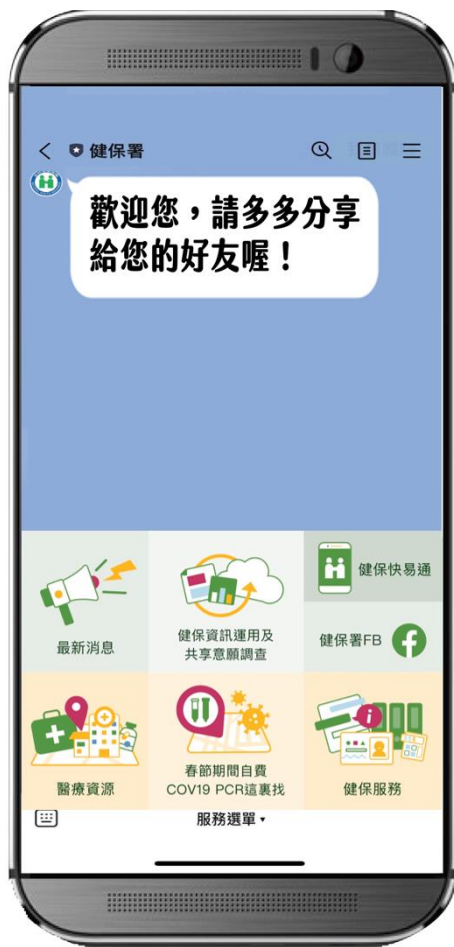 健保署
歡迎您，請多多分享
給您的好友喔！
最新消息
健保資訊運用及
共享意願調查
健保快易通
健保署FB
醫療資源
春節期間自費
COV19 PCR這裏找
健保服務
服務選單